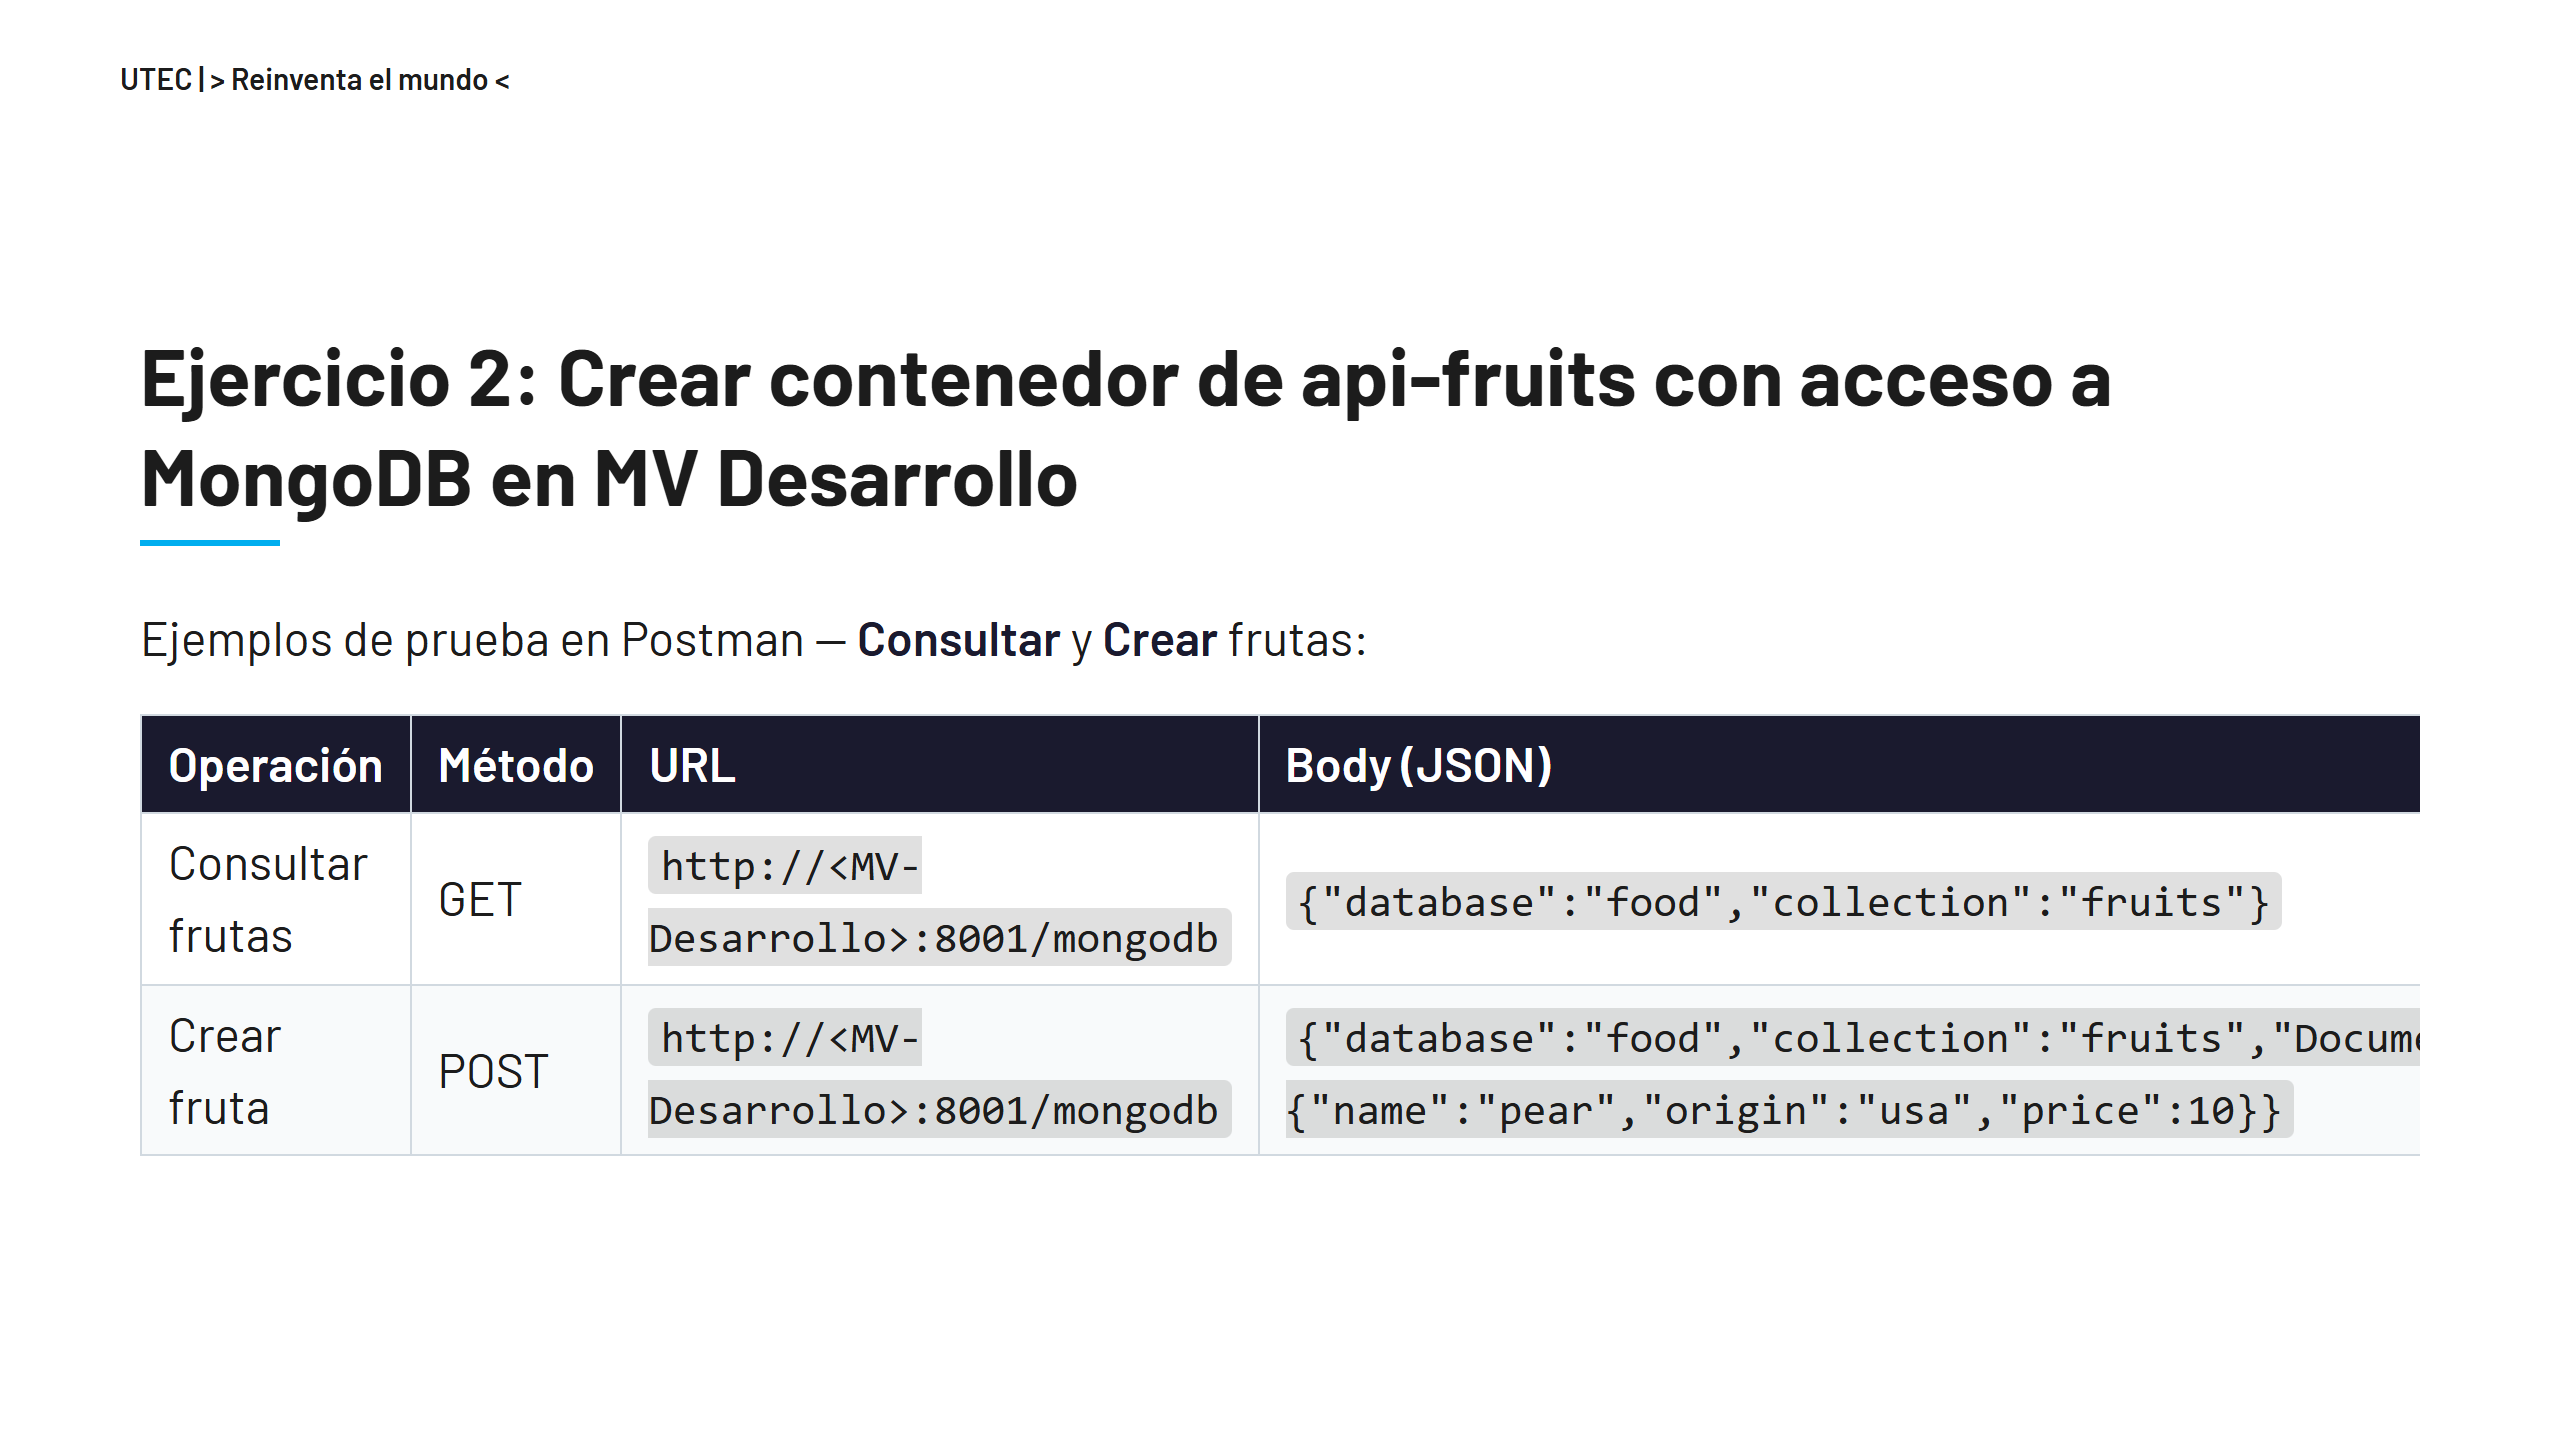 UTEC | > Reinventa el mundo <
Ejercicio 2: Crear contenedor de api-fruits con acceso a
MongoDB en MV Desarrollo
Ejemplos de prueba en Postman — Consultar y Crear frutas:
Operación Método URL Body (JSON)
Consultar frutas
GET
http://<MV-
Desarrollo>:8001/mongodb
{"database":"food","collection":"fruits"}
Crear
fruta
POST
http://<MV-
Desarrollo>:8001/mongodb
{"database":"food","collection":"fruits","Docum
{"name":"pear","origin":"usa","price":10}}